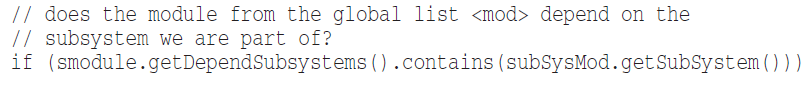 // does the module from the global list <mod> depend on the
// subsystem we are part of?
if (smodule.getDependSubsystems().contains(subSysMod.getSubSystem()))